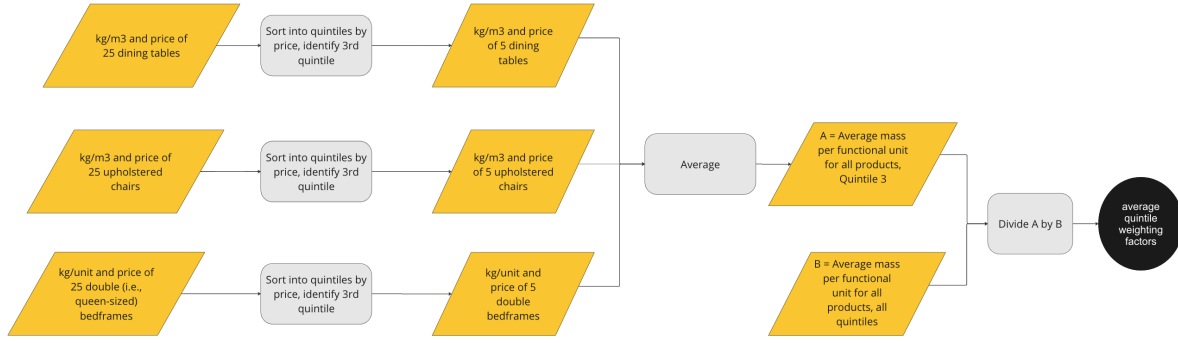 kg/m3 and price of
25 dining tables
Sort into quintiles by
price, identify 3rd
quintile
kg/m3 and price
of 5 dining
tables
kg/m3 and price of
25 upholstered
chairs
Sort into quintiles by
price, identify 3rd
quintile
kg/m3 and price
of 5 upholstered
chairs
kg/unit and price of
25 double (i.e.,
queen-sized)
bedframes
Sort into quintiles by
price, identify 3rd
quintile
kg/unit and
price of 5
double
bedframes
Average
A = Average mass
per functional unit
for all products,
Quintile 3
B = Average mass
per functional
unit for all
products, all
quintiles
Divide A by B
average
quintile
weighting
factors